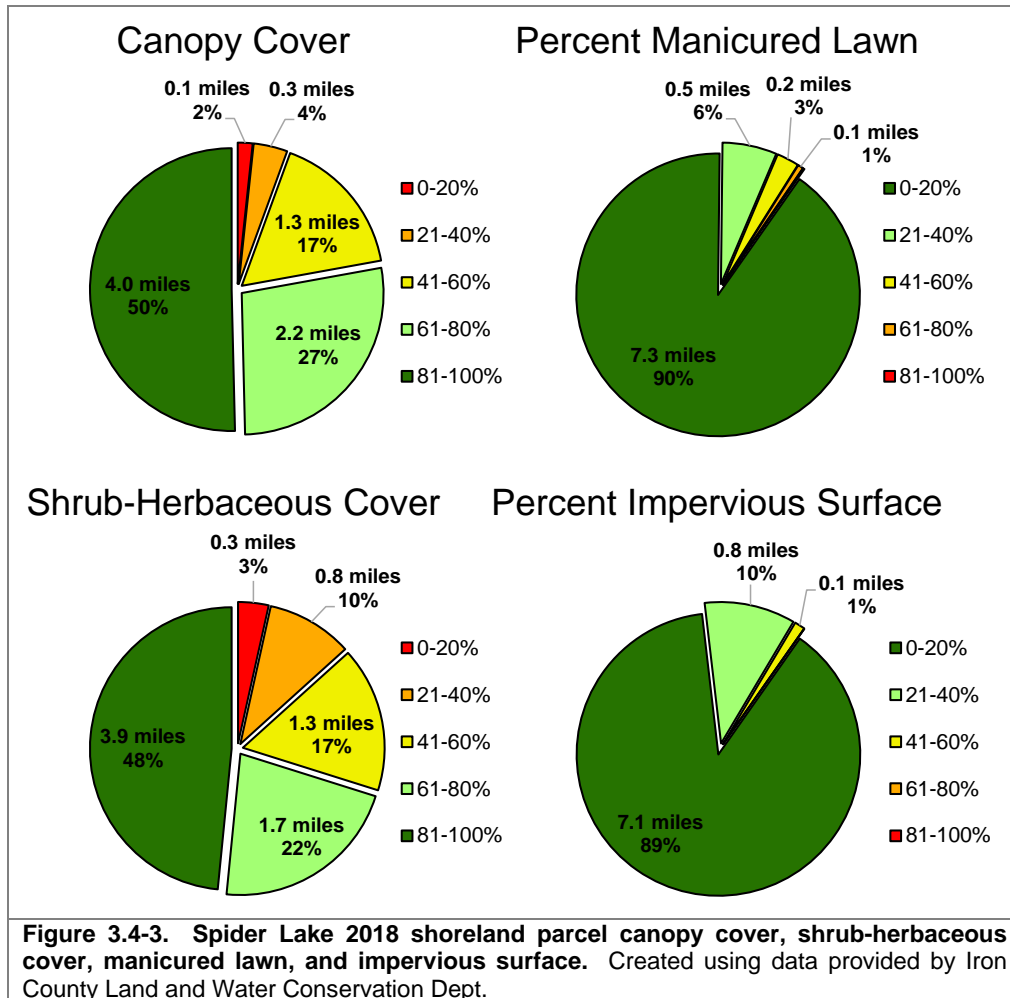 Canopy Cover
0.1 miles
2%
0.3 miles
4%
1.3 miles
17%
2.2 miles
27%
4.0 miles
50%
0-20%
21-40%
41-60%
61-80%
81-100%
Percent Manicured Lawn
0.5 miles
6%
0.2 miles
3%
0.1 miles
1%
7.3 miles
90%
0-20%
21-40%
41-60%
61-80%
81-100%
Shrub-Herbaceous Cover
0.3 miles
3%
0.8 miles
10%
1.3 miles
17%
1.7 miles
22%
3.9 miles
48%
0-20%
21-40%
41-60%
61-80%
81-100%
Percent Impervious Surface
0.8 miles
10%
0.1 miles
1%
7.1 miles
89%
0-20%
21-40%
41-60%
61-80%
81-100%
Figure 3.4-3. Spider Lake 2018 shoreland parcel canopy cover, shrub-herbaceous
cover, manicured lawn, and impervious surface. Created using data provided by Iron
County Land and Water Conservation Dept.